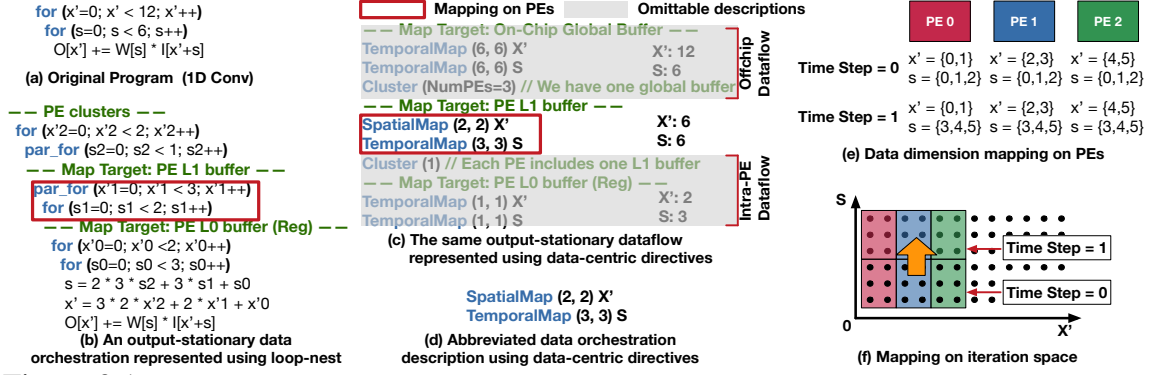 for (x'=0; x' < 12; x'++)
for (s=0; s < 6; s++)
O[x'] += W[s] * I[x'+s]
(a) Original Program (1D Conv)
—— PE clusters ——
for (x'2=0; x'2 < 2; x'2++)
par_for (s2=0; s2 < 1; s2++)
—— Map Target: PE L1 buffer ——
par_for (x'1=0; x'1 < 3; x'1++)
for (s1=0; s1 < 2; s1++)
—— Map Target: PE L0 buffer (Reg) ——
for (x'0=0; x'0 <2; x'0++)
for (s0=0; s0 < 3; s0++)
s = 2 * 3 * s2 + 3 * s1 + s0
x' = 3 * 2 * x'2 + 2 * x'1 + x'0
O[x'] += W[s] * I[x'+s]
(b) An output-stationary data
orchestration represented using loop-nest
Mapping on PEs
Omittable descriptions
—— Map Target: On-Chip Global Buffer ——
TemporalMap (6, 6) X' X': 12
TemporalMap (6, 6) S S: 6
Cluster (NumPEs=3) // We have one global buffer
Offchip
Dataflow
—— Map Target: PE L1 buffer ——
SpatialMap (2, 2) X' X': 6
TemporalMap (3, 3) S S: 6
Cluster (1) // Each PE includes one L1 buffer
—— Map Target: PE L0 buffer (Reg) ——
TemporalMap (1, 1) X' X': 2
TemporalMap (1, 1) S S: 3
Intra-PE
Dataflow
(c) The same output-stationary dataflow
represented using data-centric directives
SpatialMap (2, 2) X'
TemporalMap (3, 3) S
(d) Abbreviated data orchestration
description using data-centric directives
PE 0 PE 1 PE 2
Time Step = 0
x' = {0,1} x' = {2,3} x' = {4,5}
s = {0,1,2} s = {0,1,2} s = {0,1,2}
Time Step = 1
x' = {0,1} x' = {2,3} x' = {4,5}
s = {3,4,5} s = {3,4,5} s = {3,4,5}
(e) Data dimension mapping on PEs
S
Time Step = 1
Time Step = 0
0
X'
(f) Mapping on iteration space